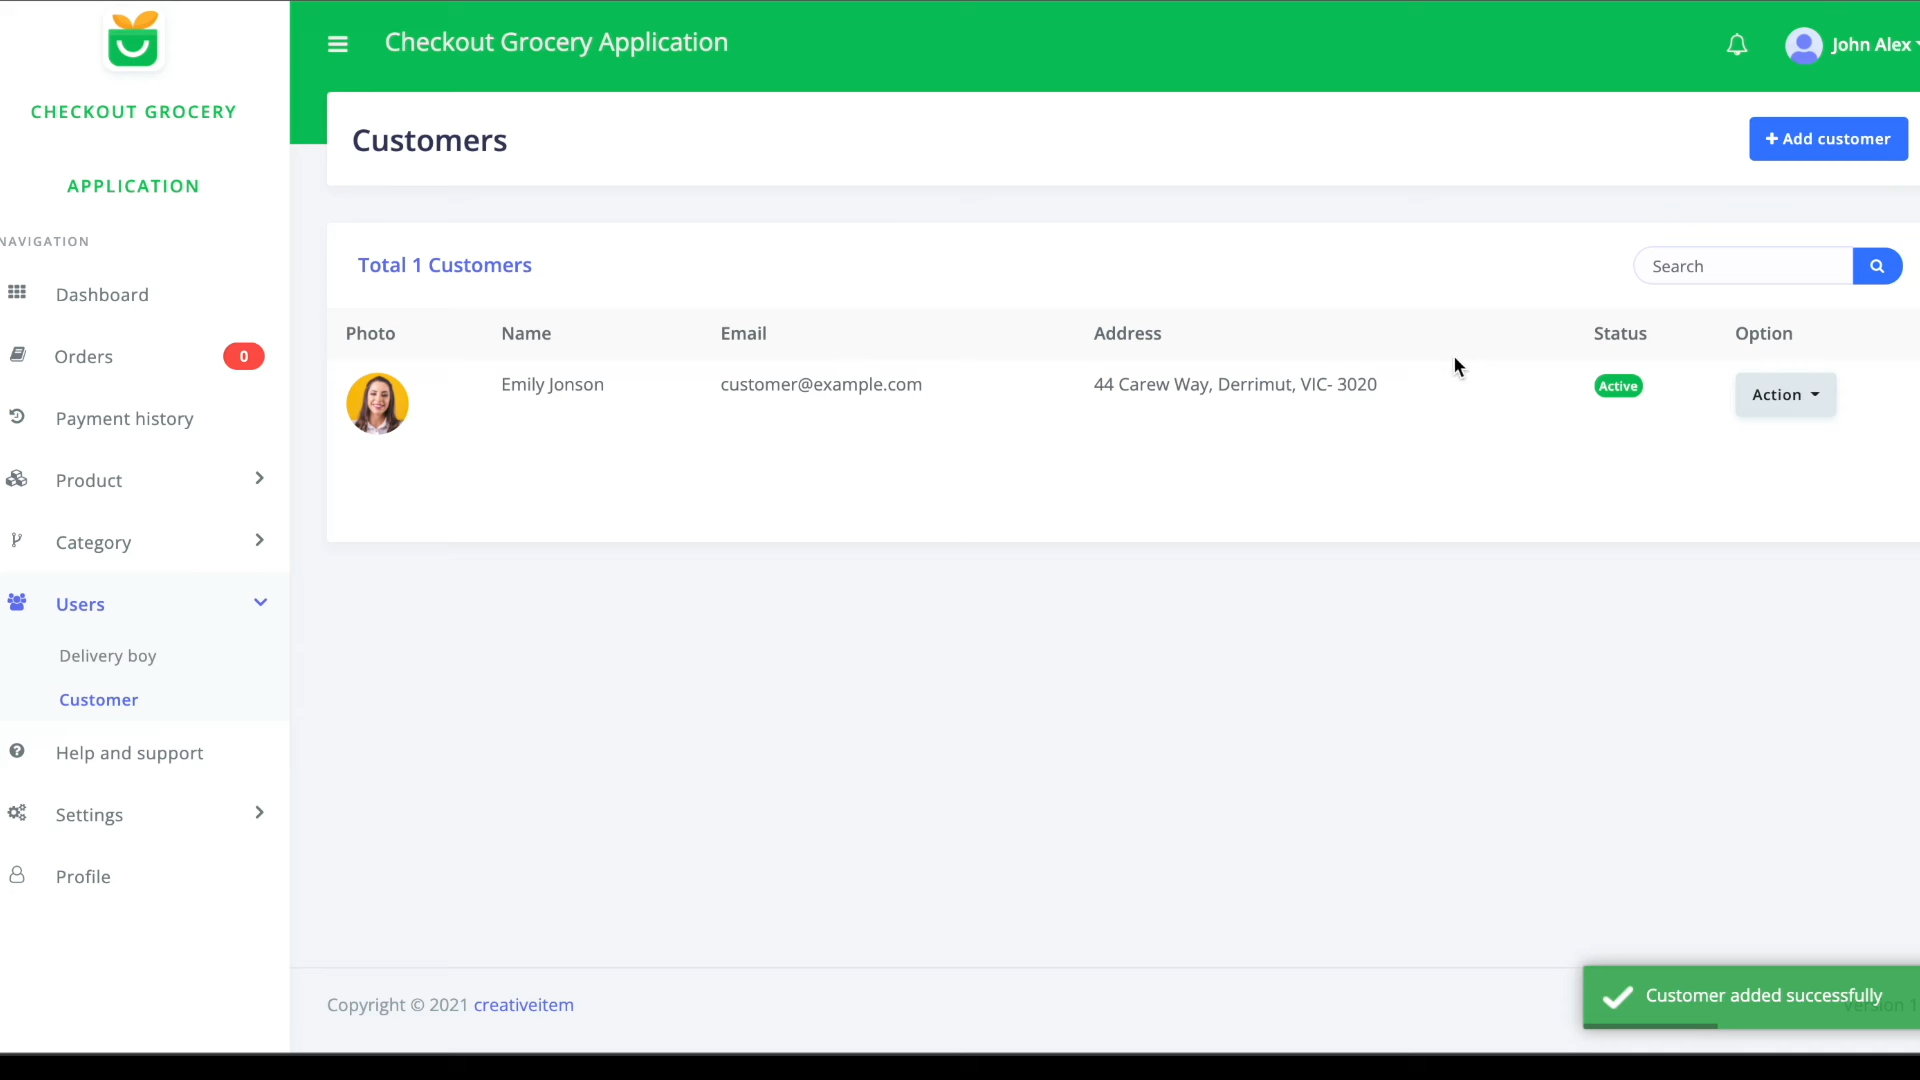 CHECKOUT GROCERY
APPLICATION
NAVIGATION
Dashboard
Orders 0
Payment history
Product
Category
Users
Delivery boy
Customer
Help and support
Settings
Profile
Checkout Grocery Application
John Alex
Customers
+ Add customer
Total 1 Customers
Search
Photo Name Email Address Status Option
Emily Jonson customer@example.com 44 Carew Way, Derrimut, VIC- 3020 Active Action
Copyright © 2021 creativeitem
Customer added successfully
Version 1